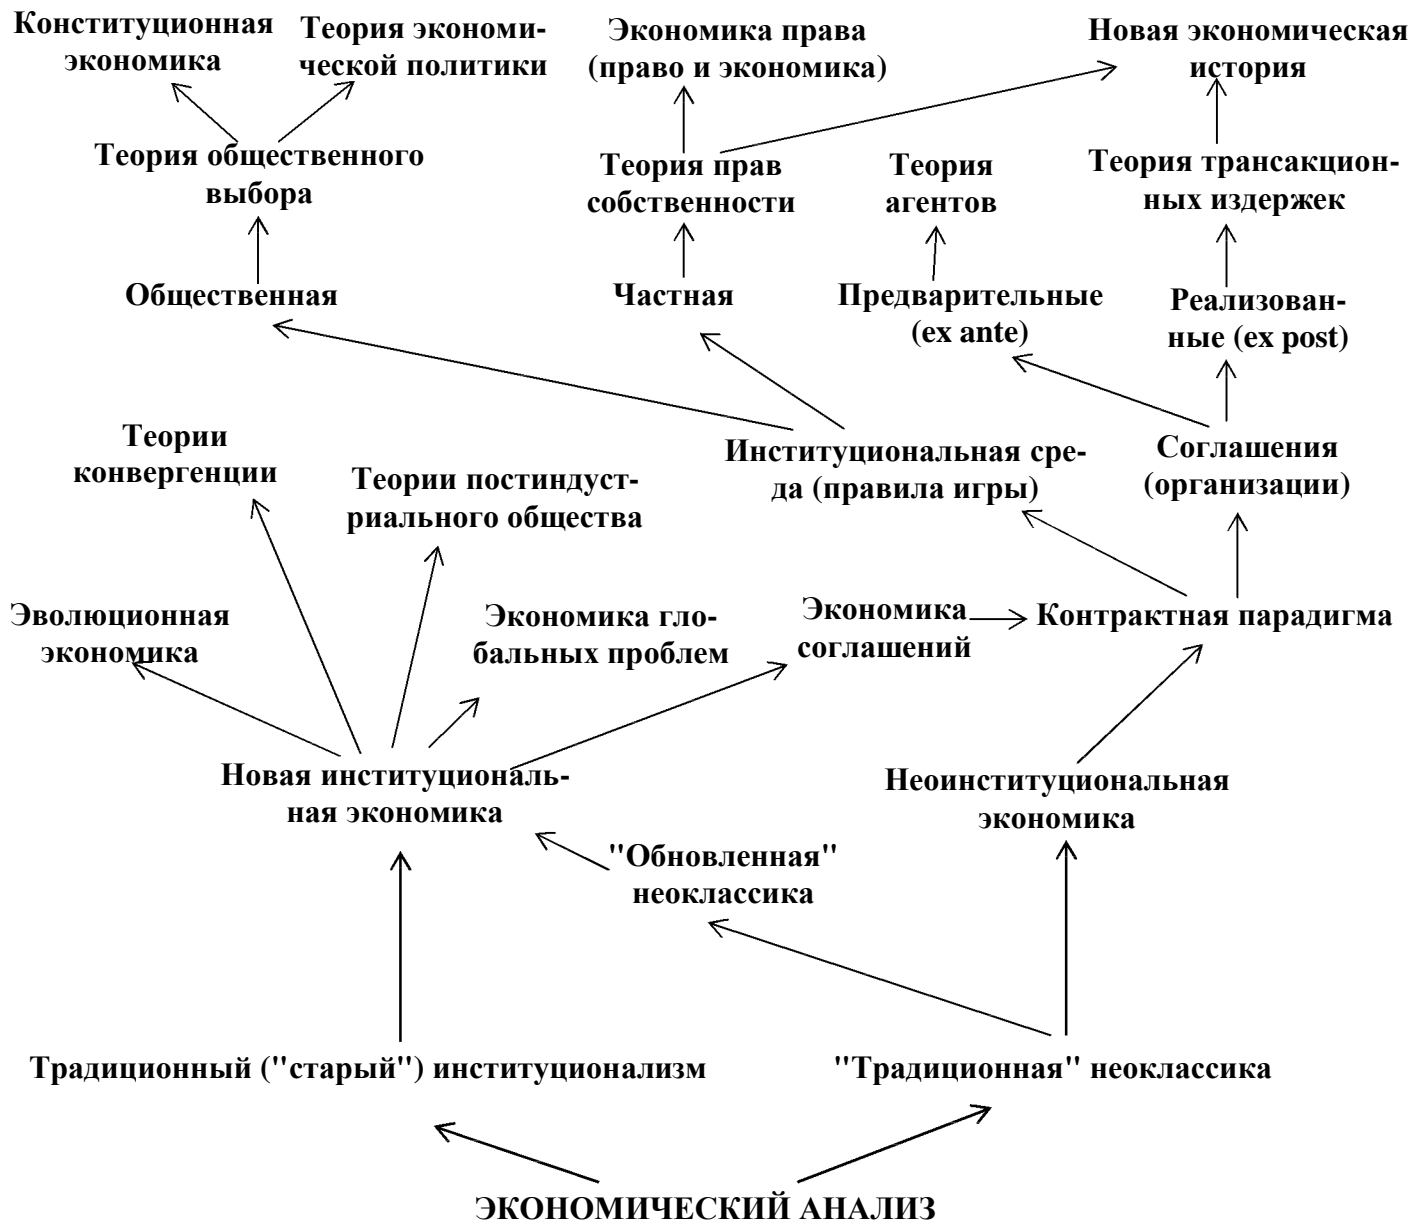 Конституционная
экономика
Теория экономи-
ческой политики
Экономика права
(право и экономика)
Новая экономическая
история
Теория общественного
выбора
Теория прав
собственности
Теория
агентов
Теория трансакцион-
ных издержек
Общественная
Частная
Предварительные
(ex ante)
Реализован-
ные (ex post)
Теории
конвергенции
Теории постиндуст-
риального общества
Институциональная сре-
да (правила игры)
Соглашения
(организации)
Эволюционная
экономика
Экономика гло-
бальных проблем
Экономика
соглашений
Контрактная парадигма
Новая институциональ-
ная экономика
Неоинституциональная
экономика
"Обновленная"
неоклассика
Традиционный ("старый") институционализм
"Традиционная" неоклассика
ЭКОНОМИЧЕСКИЙ АНАЛИЗ